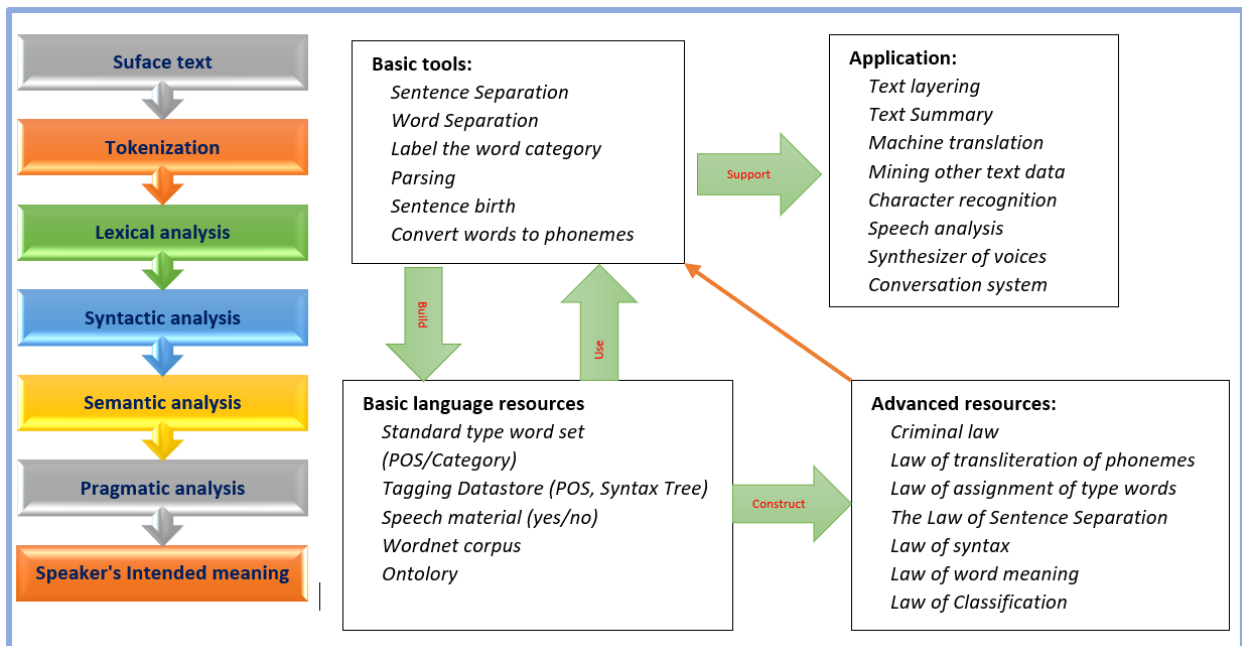 Suface text
Tokenization
Lexical analysis
Syntactic analysis
Semantic analysis
Pragmatic analysis
Speaker's Intended meaning
Basic tools:
Sentence Separation
Word Separation
Label the word category
Parsing
Sentence birth
Convert words to phonemes
Support
Application:
Text layering
Text Summary
Machine translation
Mining other text data
Character recognition
Speech analysis
Synthesizer of voices
Conversation system
Build
Use
Basic language resources
Standard type word set
(POS/Category)
Tagging Datastore (POS, Syntax Tree)
Speech material (yes/no)
Wordnet corpus
Ontolory
Construct
Advanced resources:
Criminal law
Law of transliteration of phonemes
Law of assignment of type words
The Law of Sentence Separation
Law of syntax
Law of word meaning
Law of Classification